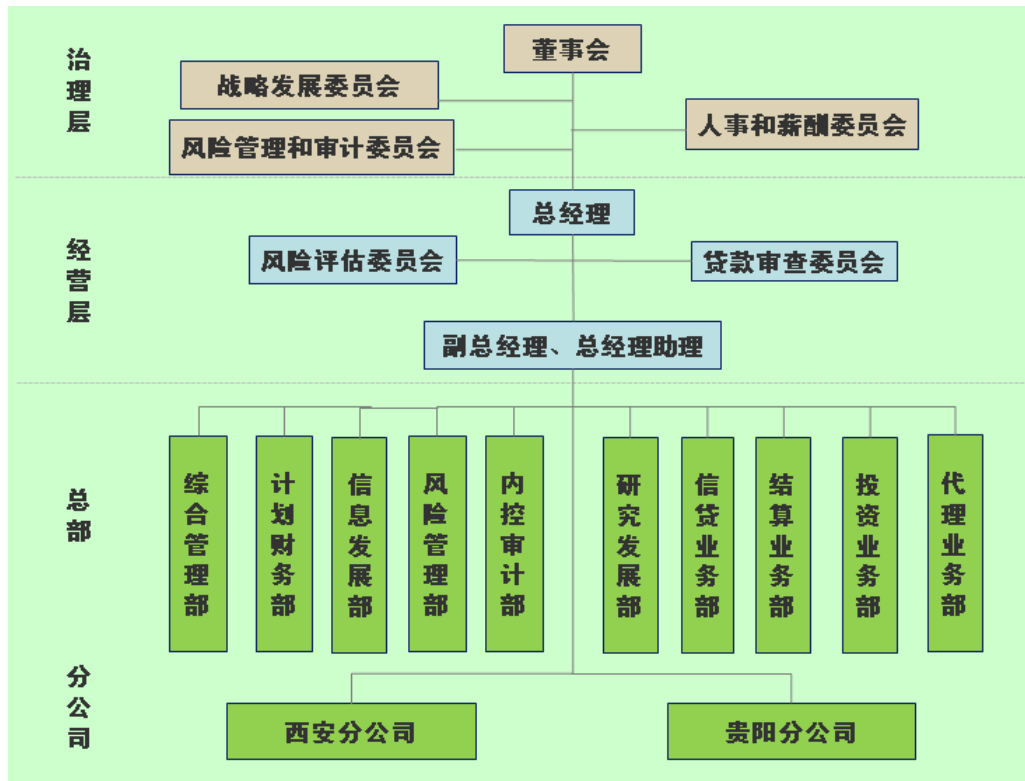 治理层
董事会
战略发展委员会
人事和薪酬委员会
风险管理和审计委员会
经营层
总经理
风险评估委员会
贷款审查委员会
副总经理、总经理助理
总部
综合管理部
计划财务部
信息发展部
风险管理部
内控审计部
研究发展部
信贷业务部
结算业务部
投资业务部
代理业务部
分公司
西安分公司
贵阳分公司